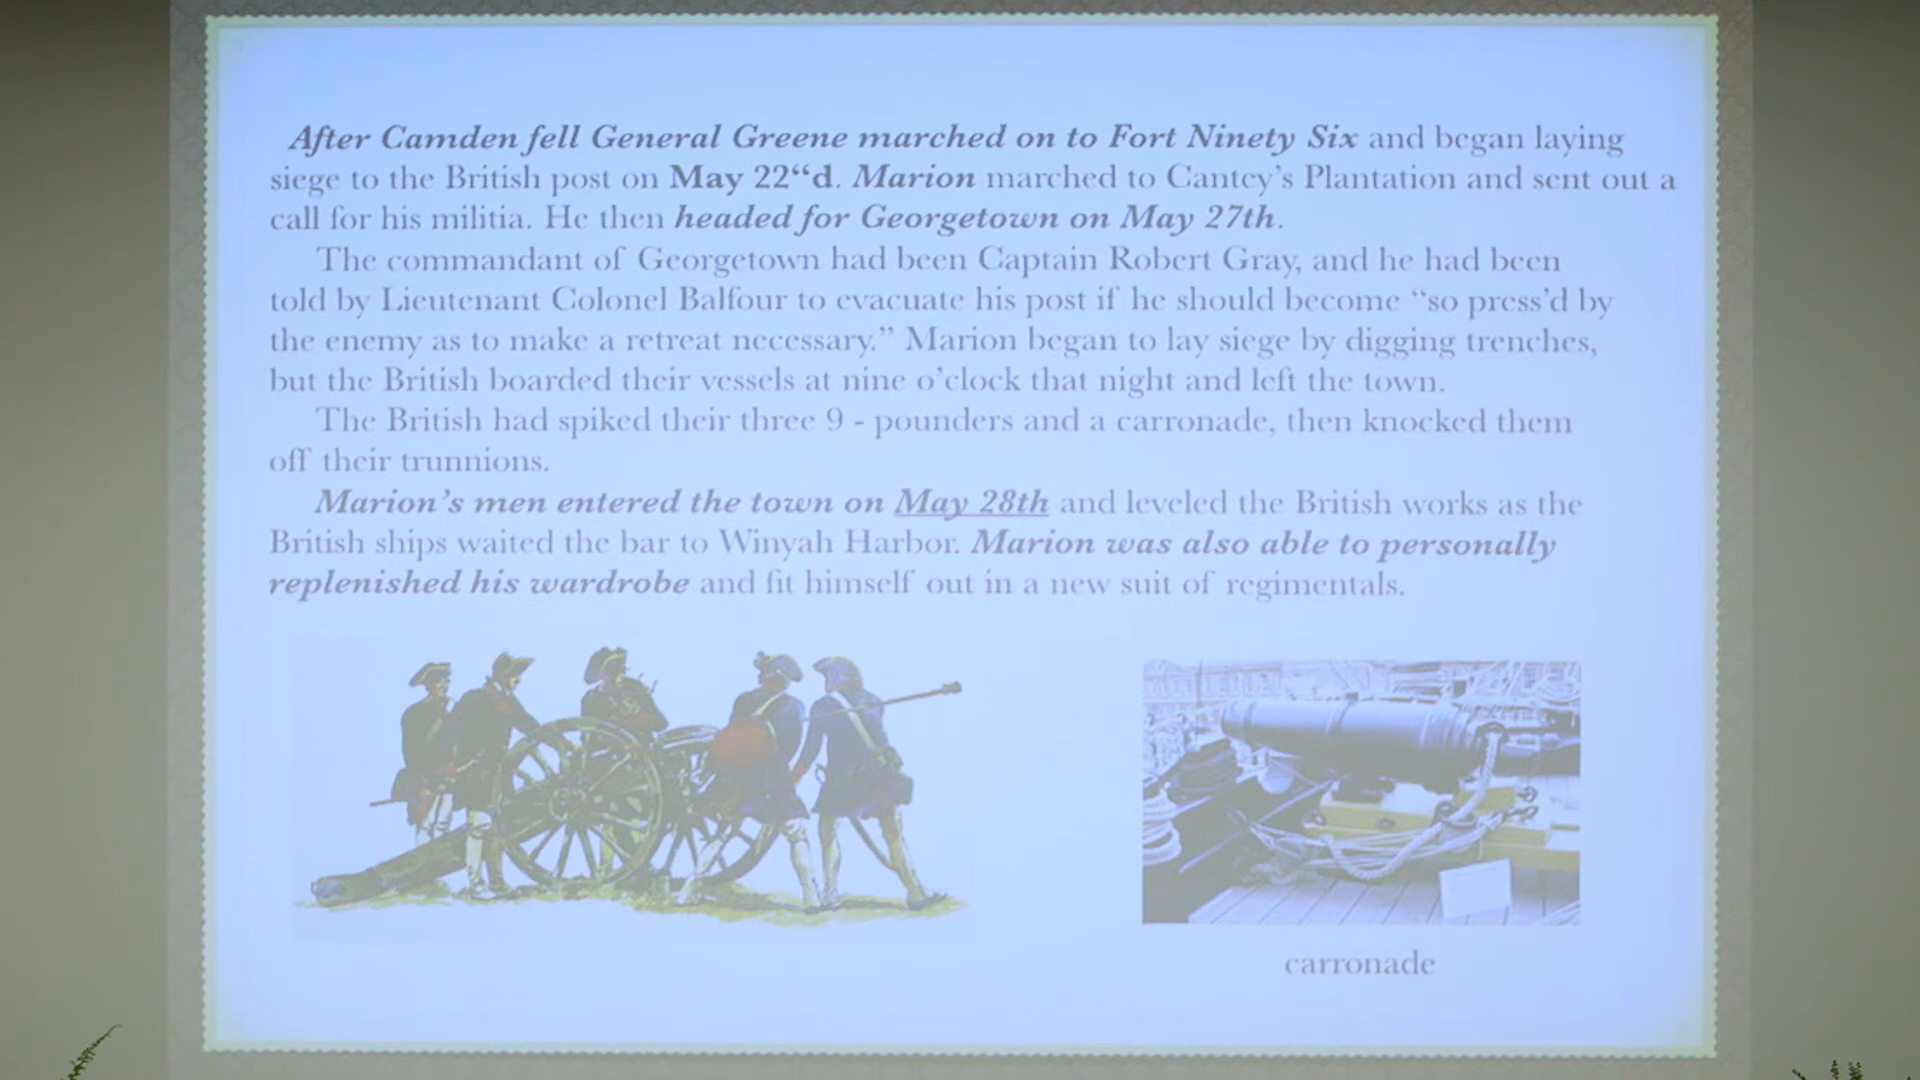 After Camden fell General Greene marched on to Fort Ninety Six and began laying
siege to the British post on May 22“d. Marion marched to Cantey’s Plantation and sent out a
call for his militia. He then headed for Georgetown on May 27th.
The commandant of Georgetown had been Captain Robert Gray, and he had been
told by Lieutenant Colonel Balfour to evacuate his post if he should become “so press’d by
the enemy as to make a retreat necessary.” Marion began to lay siege by digging trenches,
but the British boarded their vessels at nine o’clock that night and left the town.
The British had spiked their three 9 - pounders and a carronade, then knocked them
off their trunnions.
Marion’s men entered the town on May 28th and leveled the British works as the
British ships waited the bar to Winyah Harbor. Marion was also able to personally
replenished his wardrobe and fit himself out in a new suit of regimentals.
carronade